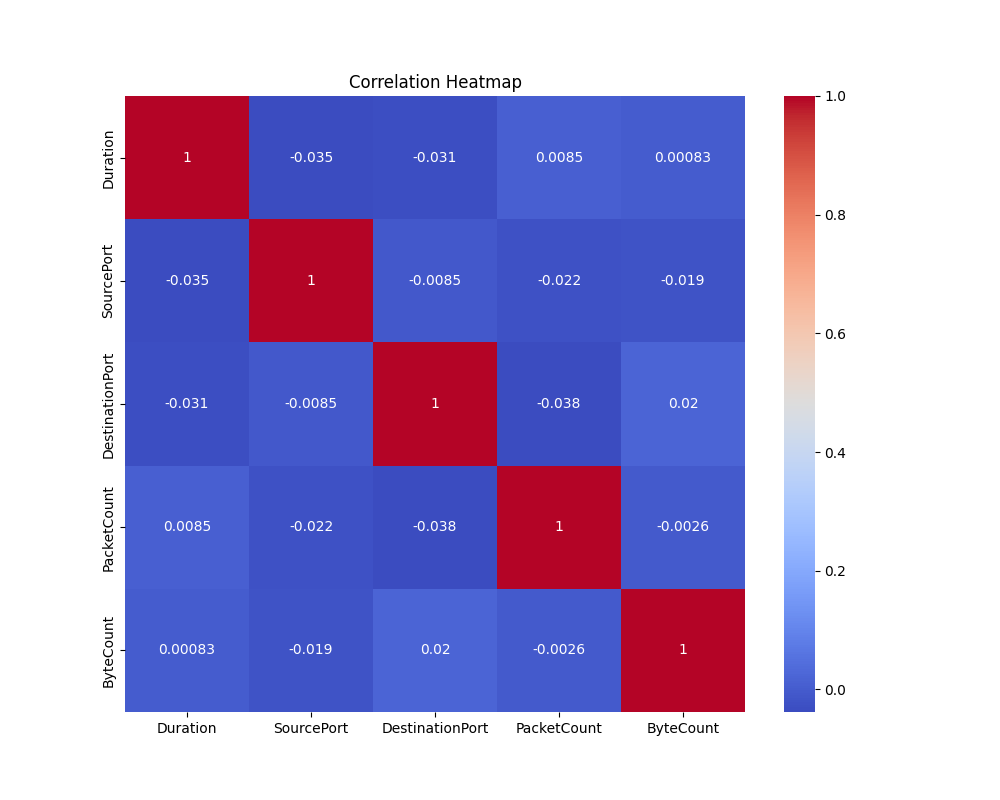 Correlation Heatmap
Duration 1 -0.035 -0.031 0.0085 0.00083
SourcePort -0.035 1 -0.0085 -0.022 -0.019
DestinationPort -0.031 -0.0085 1 -0.038 0.02
PacketCount 0.0085 -0.022 -0.038 1 -0.0026
ByteCount 0.00083 -0.019 0.02 -0.0026 1
Duration SourcePort DestinationPort PacketCount ByteCount
1.0
0.8
0.6
0.4
0.2
0.0